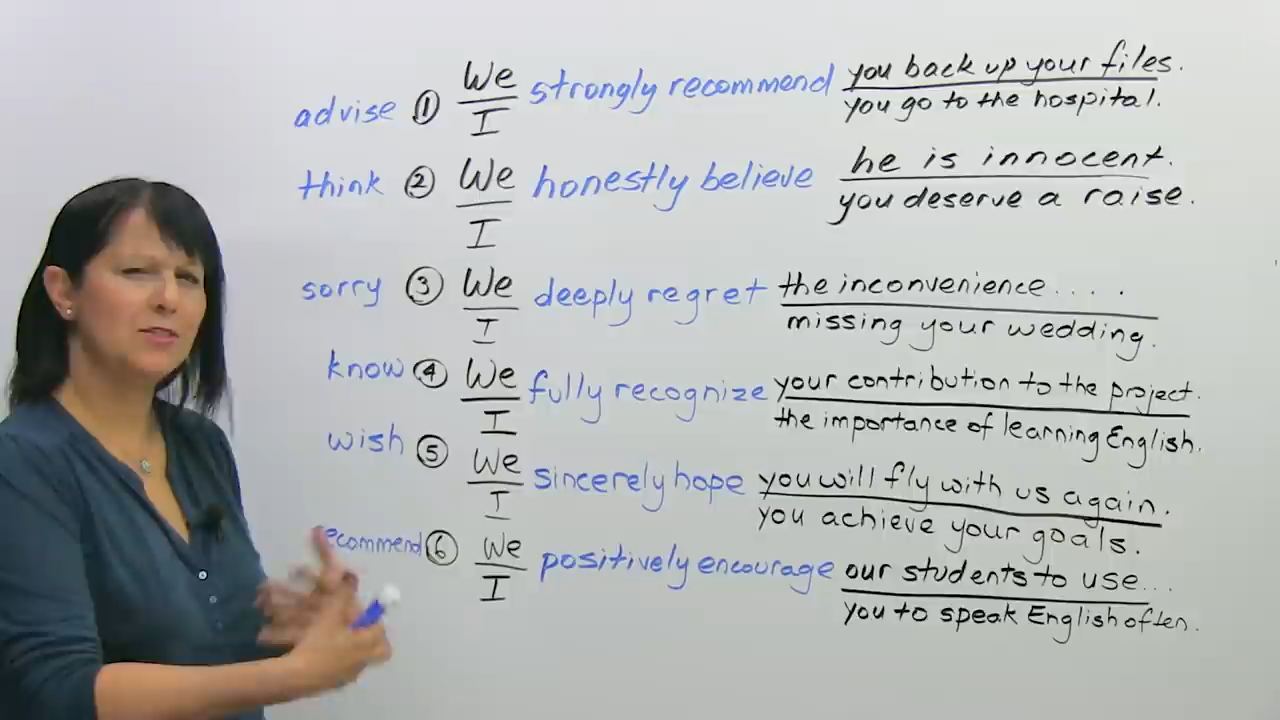 advise ① We strongly recommend you back up your files.
I you go to the hospital.
think ② We honestly believe he is innocent.
I you deserve a raise.
sorry ③ We deeply regret the inconvenience....
I missing your wedding.
know ④ We fully recognize your contribution to the project.
I the importance of learning English.
wish ⑤ We sincerely hope you will fly with us again.
I you achieve your goals.
ecommend ⑥ We positively encourage our students to use...
I you to speak English often.